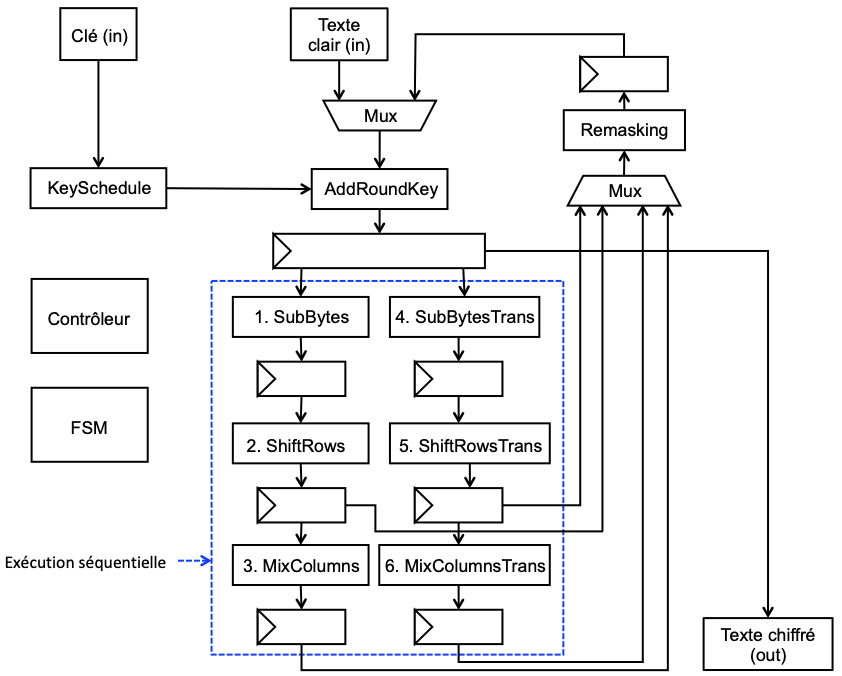 Clé (in)
Texte
clair (in)
Mux
Remasking
KeySchedule
AddRoundKey
Mux
Contrôleur
1. SubBytes
4. SubBytesTrans
FSM
2. ShiftRows
5. ShiftRowsTrans
Exécution séquentielle
3. MixColumns
6. MixColumnsTrans
Texte chiffré
(out)